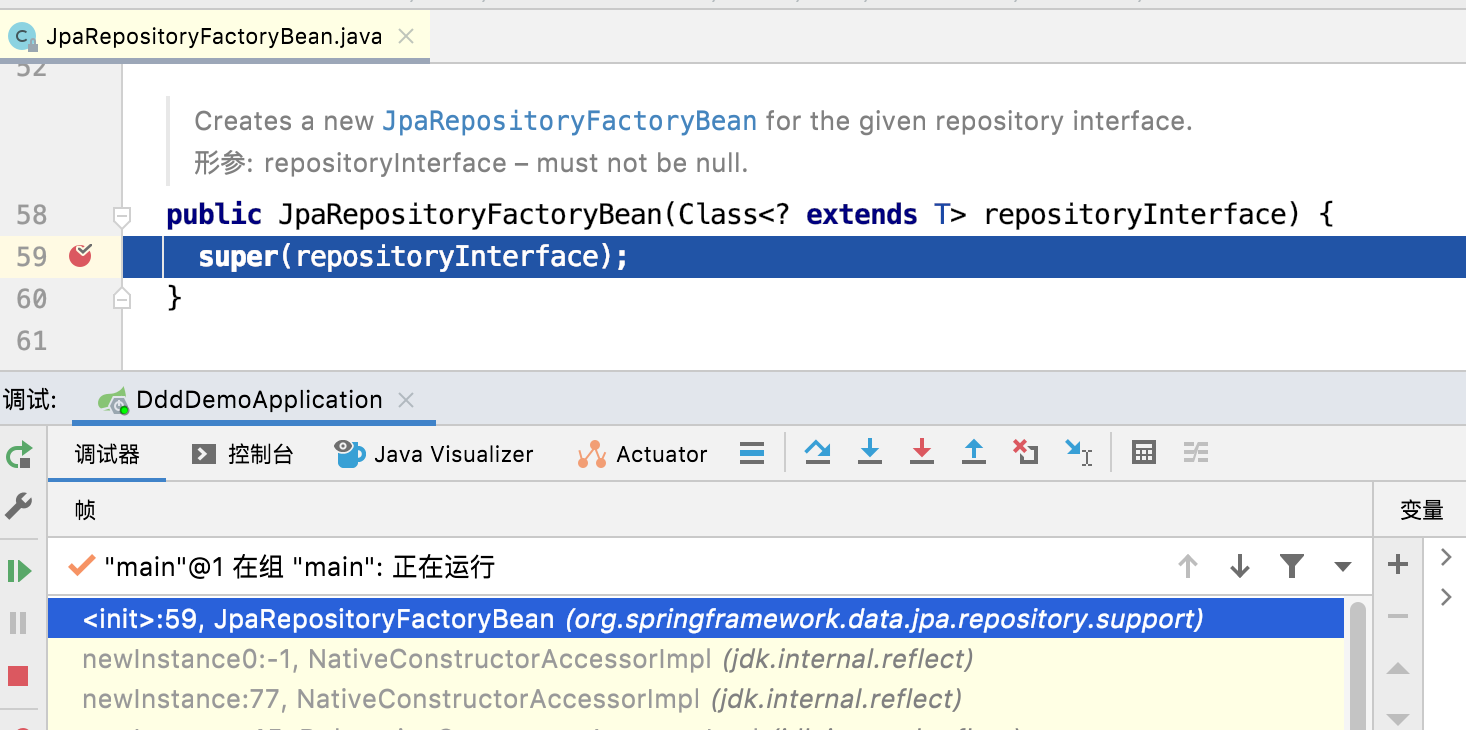 JpaRepositoryFactoryBean.java
52
Creates a new JpaRepositoryFactoryBean for the given repository interface.
形参: repositoryInterface – must not be null.
58 public JpaRepositoryFactoryBean(Class<? extends T> repositoryInterface) {
59 super(repositoryInterface);
60 }
61
调试: DddDemoApplication
调试器 控制台 Java Visualizer Actuator
帧 变量
"main"@1 在组 "main": 正在运行
<init>:59, JpaRepositoryFactoryBean (org.springframework.data.jpa.repository.support)
newInstance0:-1, NativeConstructorAccessorImpl (jdk.internal.reflect)
newInstance:77, NativeConstructorAccessorImpl (jdk.internal.reflect)